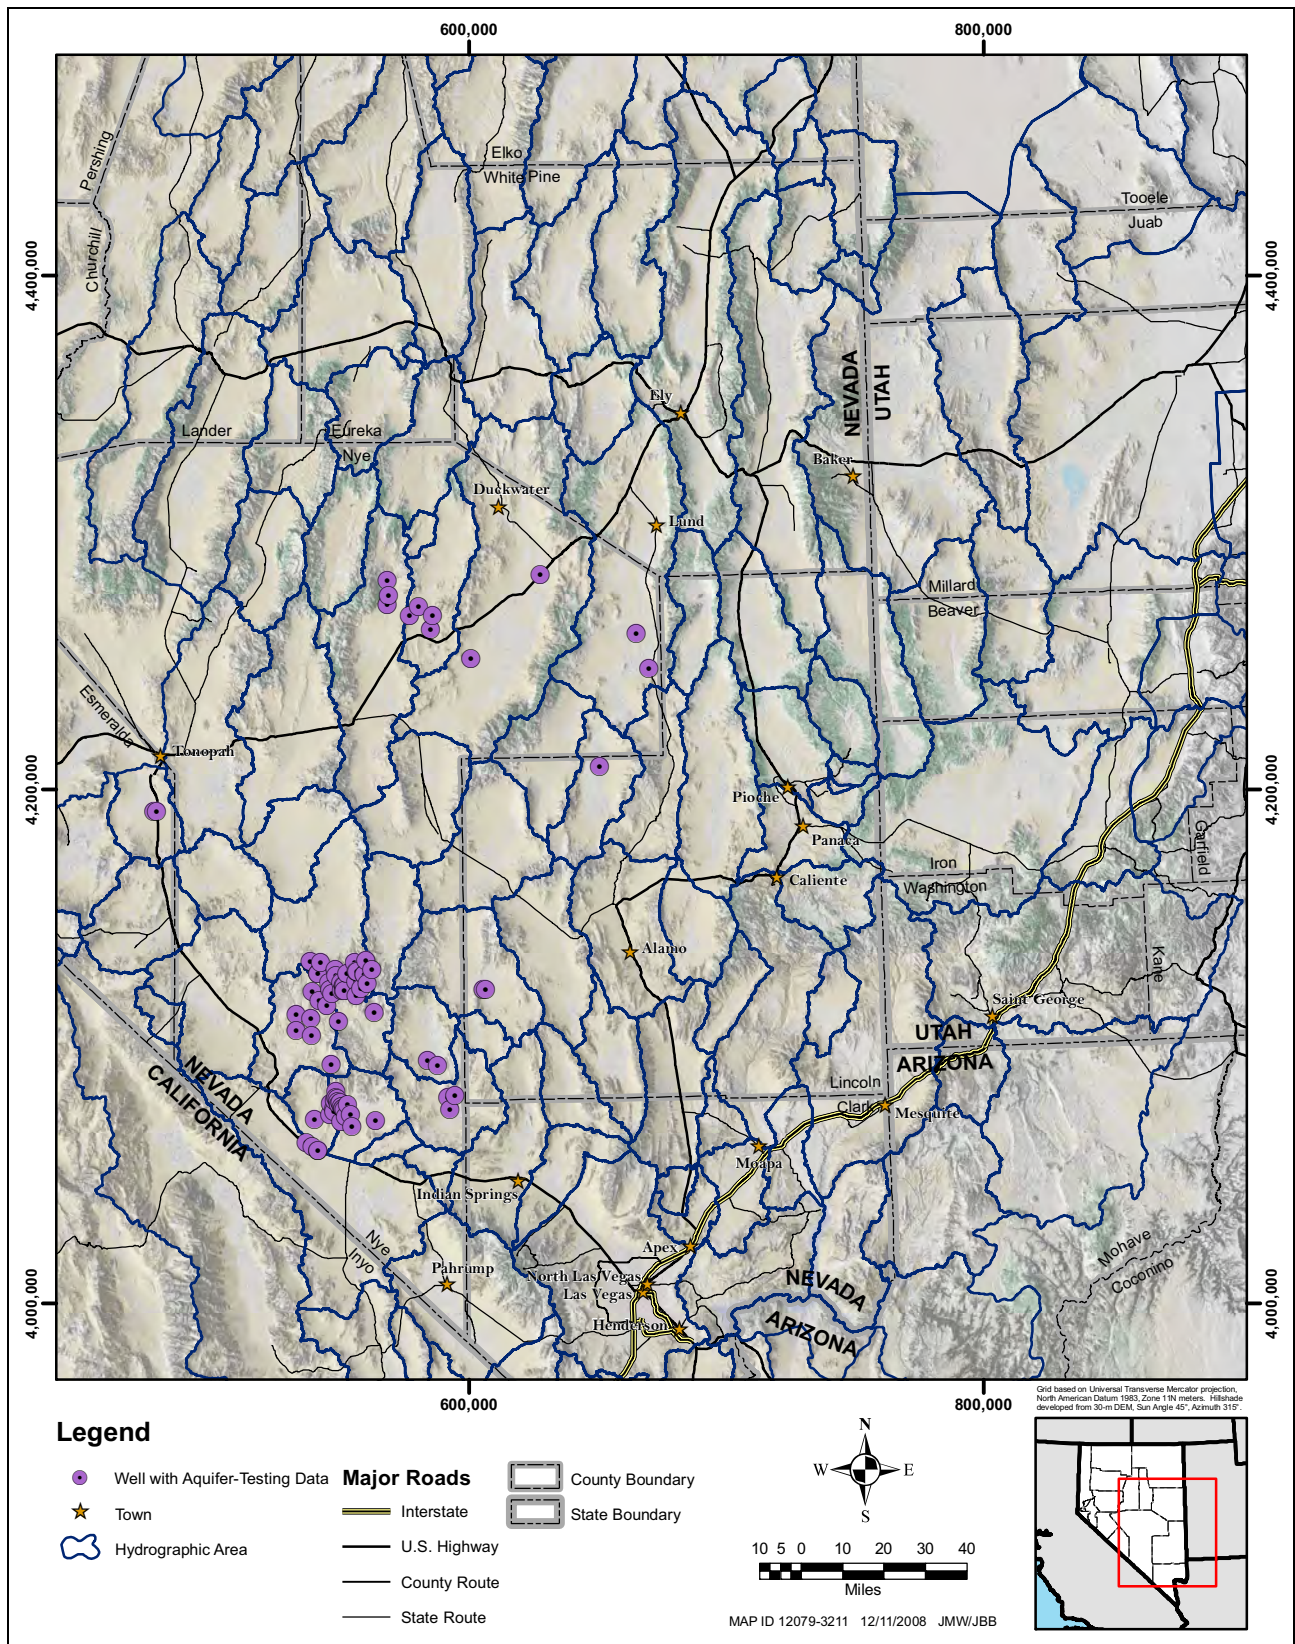 600,000
800,000
Pershing
Elko
White Pine
Tooele
Juab
Churchill
4,400,000
4,400,000
NEVADA
UTAH
Ely
Lander
Eureka
Nye
Baker
Duckwater
Lund
Millard
Beaver
Esmeralda
Tonopah
4,200,000
4,200,000
Pioche
Panaca
Garfield
Iron
Washington
Caliente
Alamo
Kane
Saint George
UTAH
ARIZONA
NEVADA
CALIFORNIA
Lincoln
Clark
Mesquite
Moapa
Indian Springs
Nye
Inyo
Apex
Mohave
Coconino
Pahrump
North Las Vegas
Las Vegas
NEVADA
ARIZONA
Henderson
4,000,000
4,000,000
600,000
800,000
Grid based on Universal Transverse Mercator projection,
North American Datum 1983, Zone 11N meters. Hillshade
developed from 30-m DEM, Sun Angle 45°, Azimuth 315°.
Legend
Well with Aquifer-Testing Data
Town
Hydrographic Area
Major Roads
Interstate
U.S. Highway
County Route
State Route
County Boundary
State Boundary
N
W E
S
10 5 0 10 20 30 40
Miles
MAP ID 12079-3211 12/11/2008 JMW/JBB